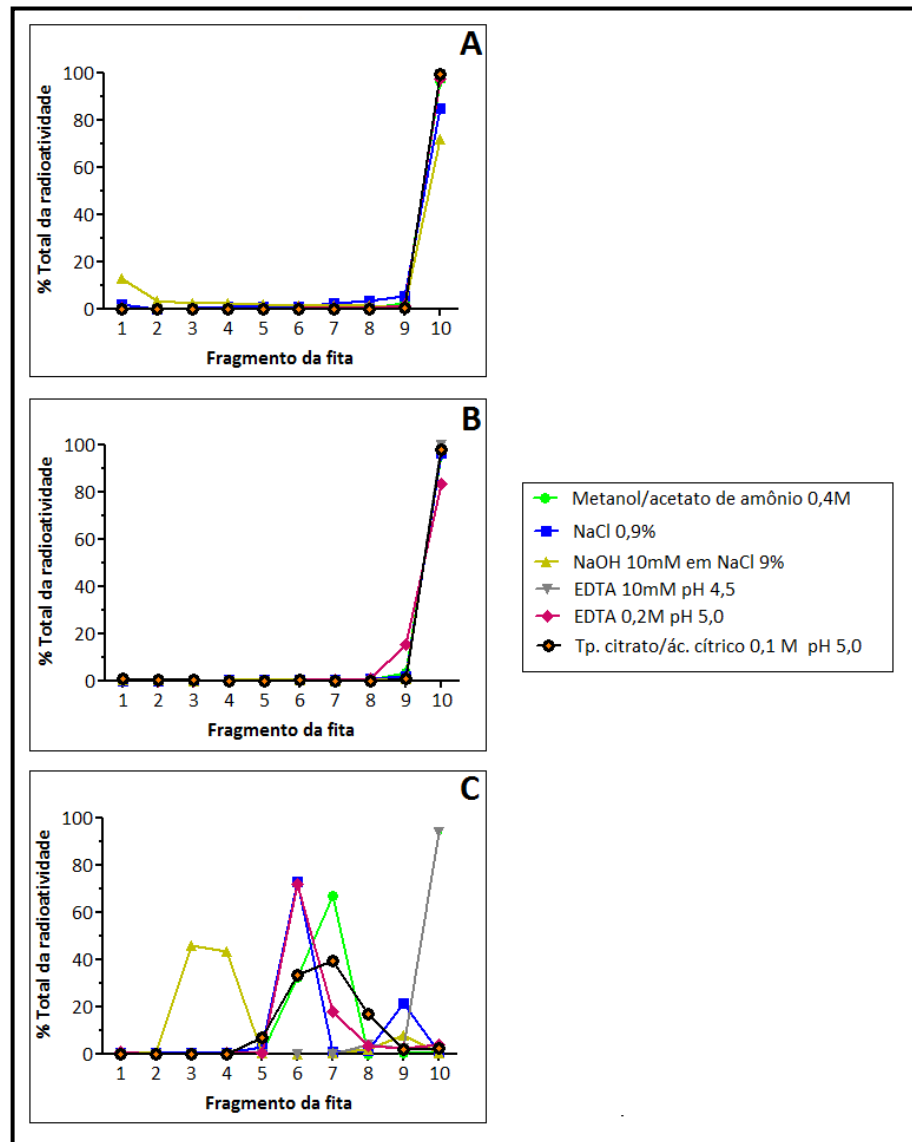 A
% Total da radioatividade
100
80
60
40
20
0
1 2 3 4 5 6 7 8 9 10
Fragmento da fita
B
% Total da radioatividade
100
80
60
40
20
0
1 2 3 4 5 6 7 8 9 10
Fragmento da fita
Metanol/acetato de amônio 0,4M
NaCl 0,9%
NaOH 10mM em NaCl 9%
EDTA 10mM pH 4,5
EDTA 0,2M pH 5,0
Tp. citrato/ác. cítrico 0,1 M pH 5,0
C
% Total da radioatividade
100
80
60
40
20
0
1 2 3 4 5 6 7 8 9 10
Fragmento da fita